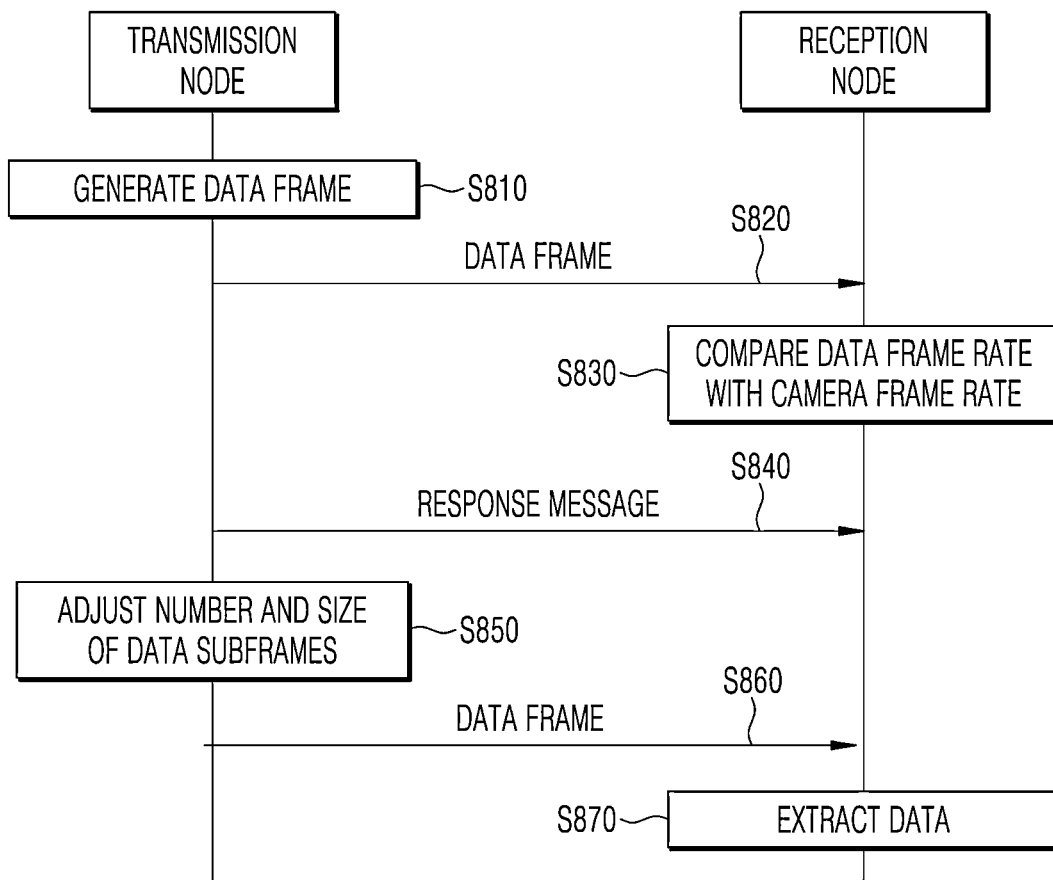 TRANSMISSION
NODE
RECEPTION
NODE
GENERATE DATA FRAME
S810
S820
DATA FRAME
S830
COMPARE DATA FRAME RATE
WITH CAMERA FRAME RATE
S840
RESPONSE MESSAGE
ADJUST NUMBER AND SIZE
OF DATA SUBFRAMES
S850
S860
DATA FRAME
S870
EXTRACT DATA